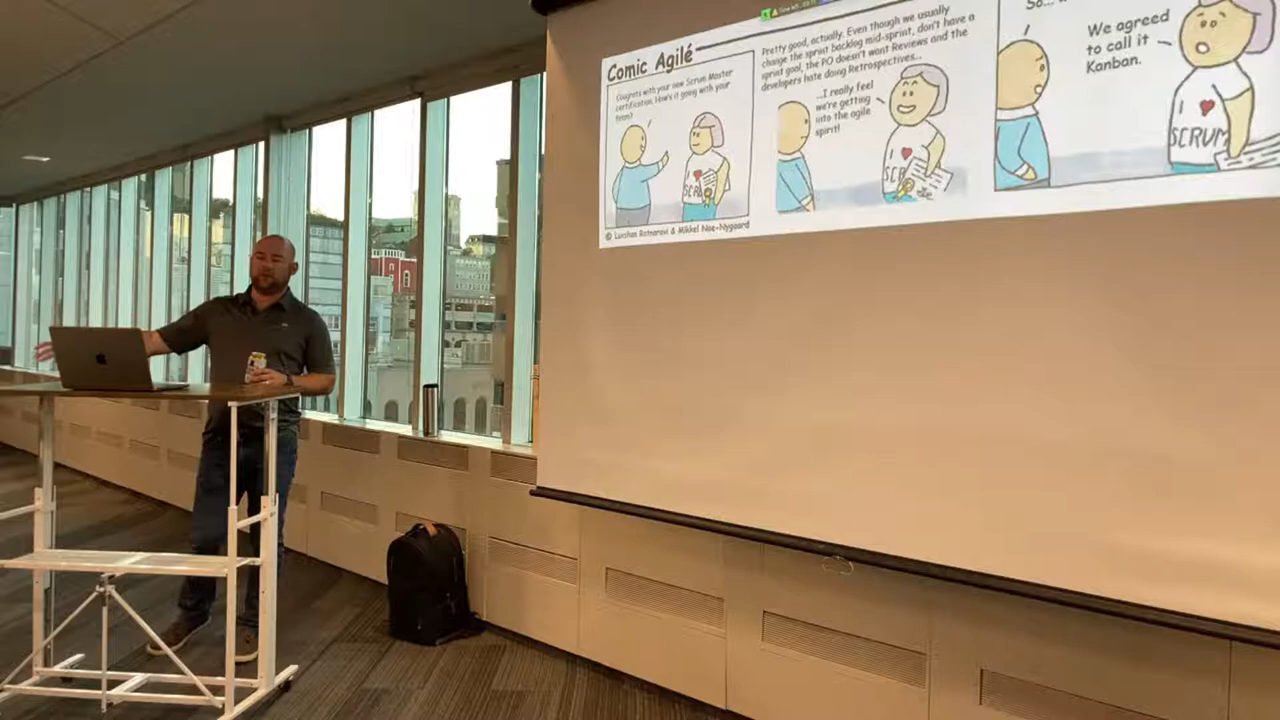 Comic Agilé
Congrats with your new Scrum Master
certification. How's it going with your
team?
I
SCR
Pretty good, actually. Even though we usually
change the sprint backlog mid-sprint, don't have a
sprint goal, the PO doesn't want Reviews and the
developers hate doing Retrospectives...
...I really feel
we're getting
into the agile
spirit!
I
SCR
So...
We agreed
to call it
Kanban.
I
SCRUM
© Luxshan Ratnaravi & Mikkel Noe-Nygaard